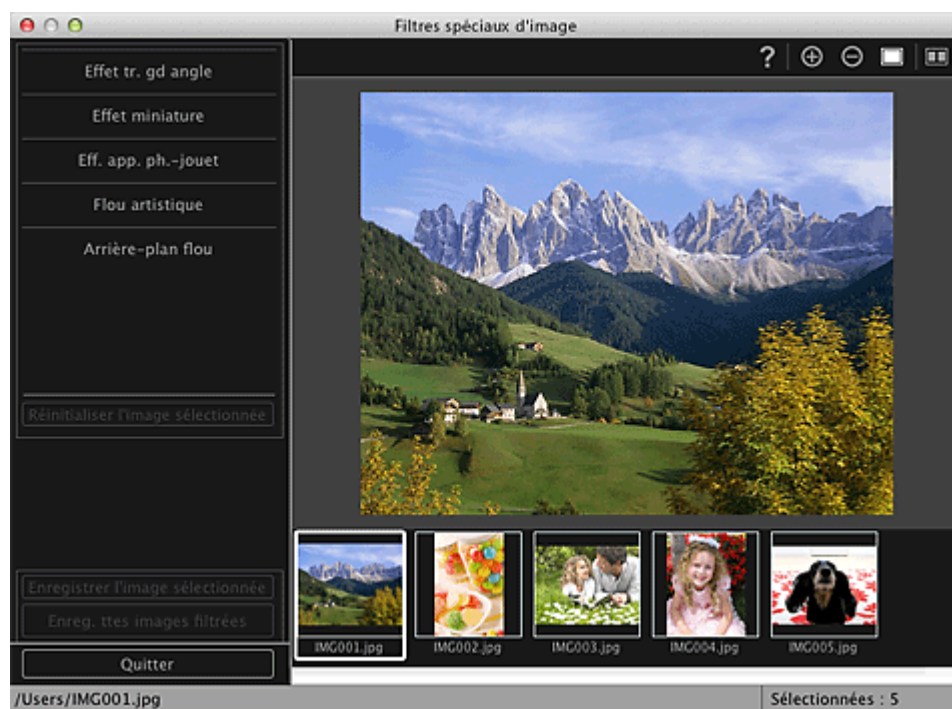 Filtres spéciaux d'image
?
Effet tr. gd angle
Effet miniature
Eff. app. ph.-jouet
Flou artistique
Arrière-plan flou
Réinitialiser l'image sélectionnée
Enregistrer l'image sélectionnée
Enreg. ttes images filtrées
Quitter
IMG001.jpg
IMG002.jpg
IMG003.jpg
IMG004.jpg
IMG005.jpg
/Users/IMG001.jpg
Sélectionnées : 5